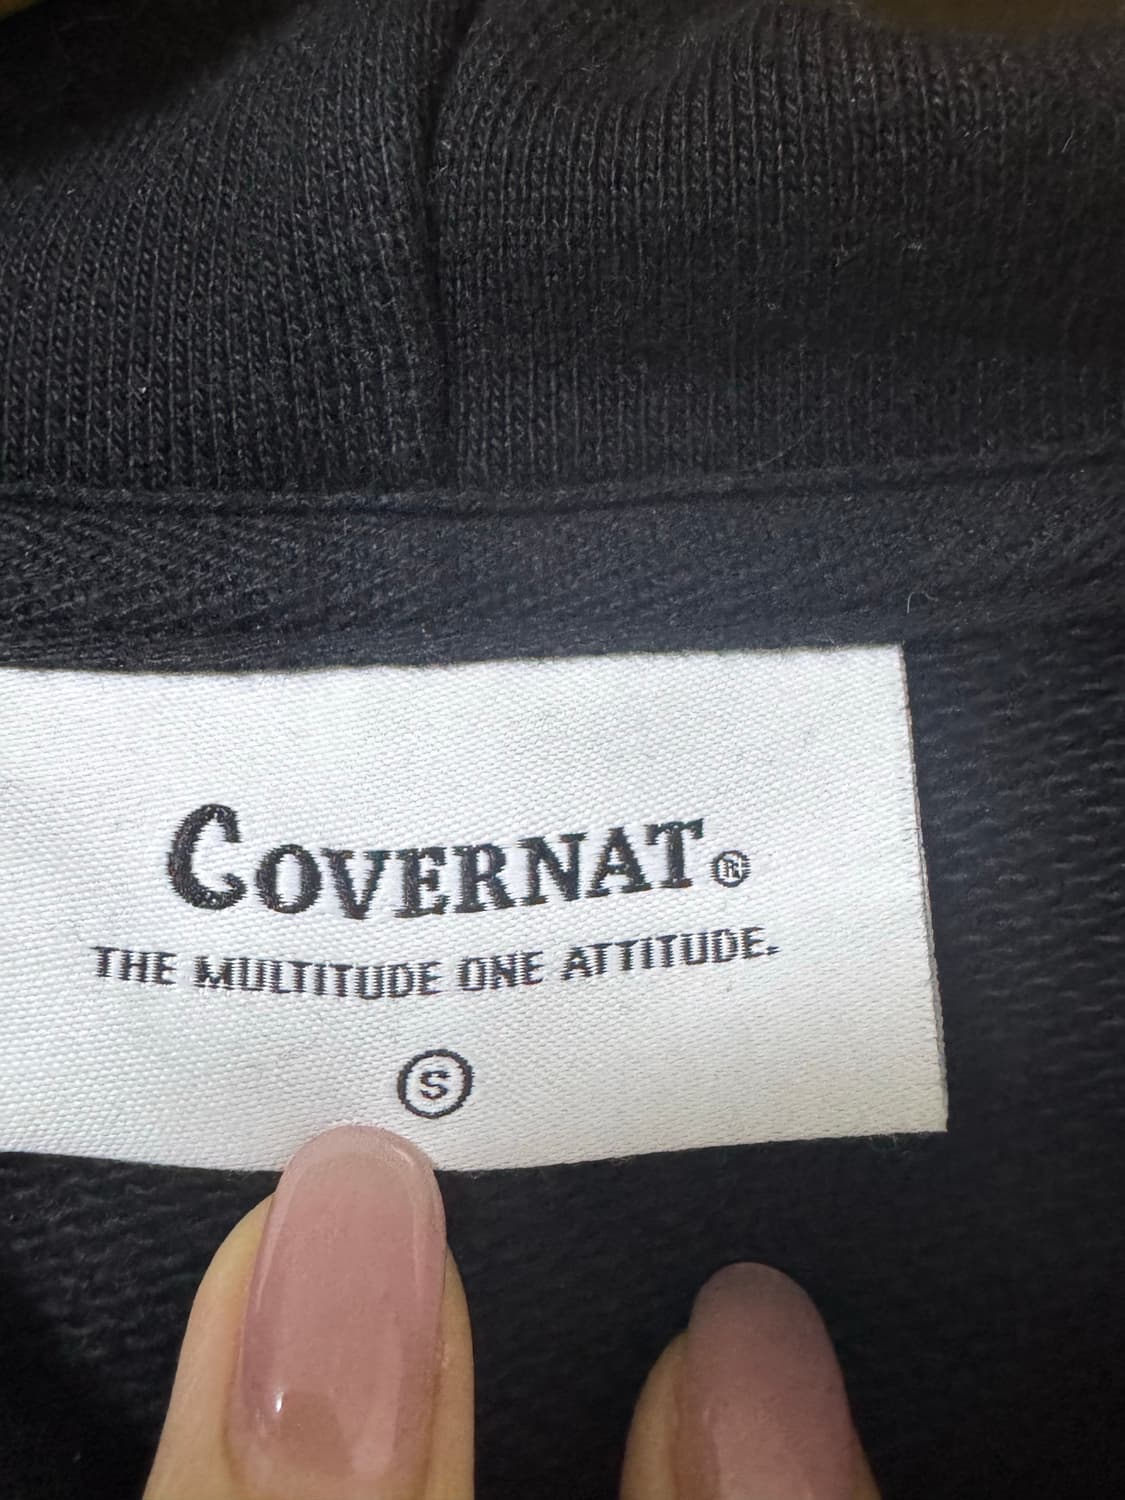 COVERNAT®
THE MULTITUDE ONE ATTITUDE.
S